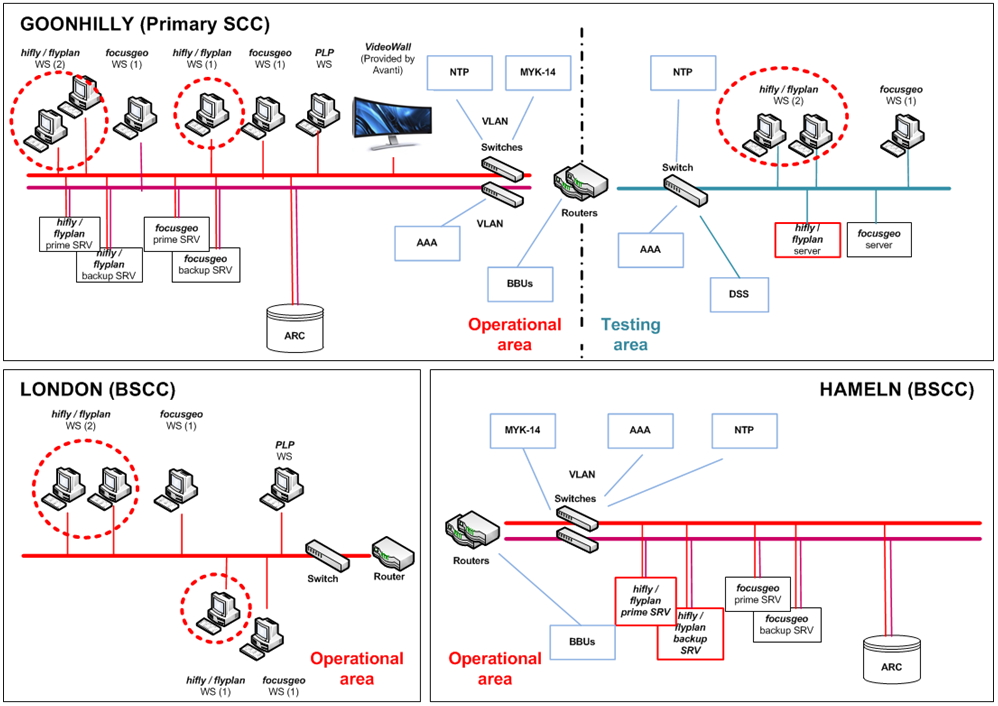 GOONHILLY (Primary SCC)
hifly / flyplan
WS (2)
focusgeo
WS (1)
hifly / flyplan
WS (1)
focusgeo
WS (1)
PLP
WS
VideoWall
(Provided by
Avanti)
NTP
MYK-14
VLAN
Switches
VLAN
AAA
Routers
BBUs
hifly /
flyplan
prime SRV
hifly /
flyplan
backup SRV
focusgeo
prime SRV
focusgeo
backup SRV
ARC
Operational
area
Testing
area
NTP
hifly / flyplan
WS (2)
focusgeo
WS (1)
Switch
AAA
DSS
hifly /
flyplan
server
focusgeo
server
LONDON (BSCC)
hifly / flyplan
WS (2)
focusgeo
WS (1)
PLP
WS
Switch
Router
hifly / flyplan
WS (1)
focusgeo
WS (1)
Operational
area
HAMELN (BSCC)
MYK-14
AAA
NTP
VLAN
Switches
Routers
BBUs
hifly /
flyplan
prime SRV
hifly /
flyplan
backup
SRV
focusgeo
prime SRV
focusgeo
backup SRV
ARC
Operational
area